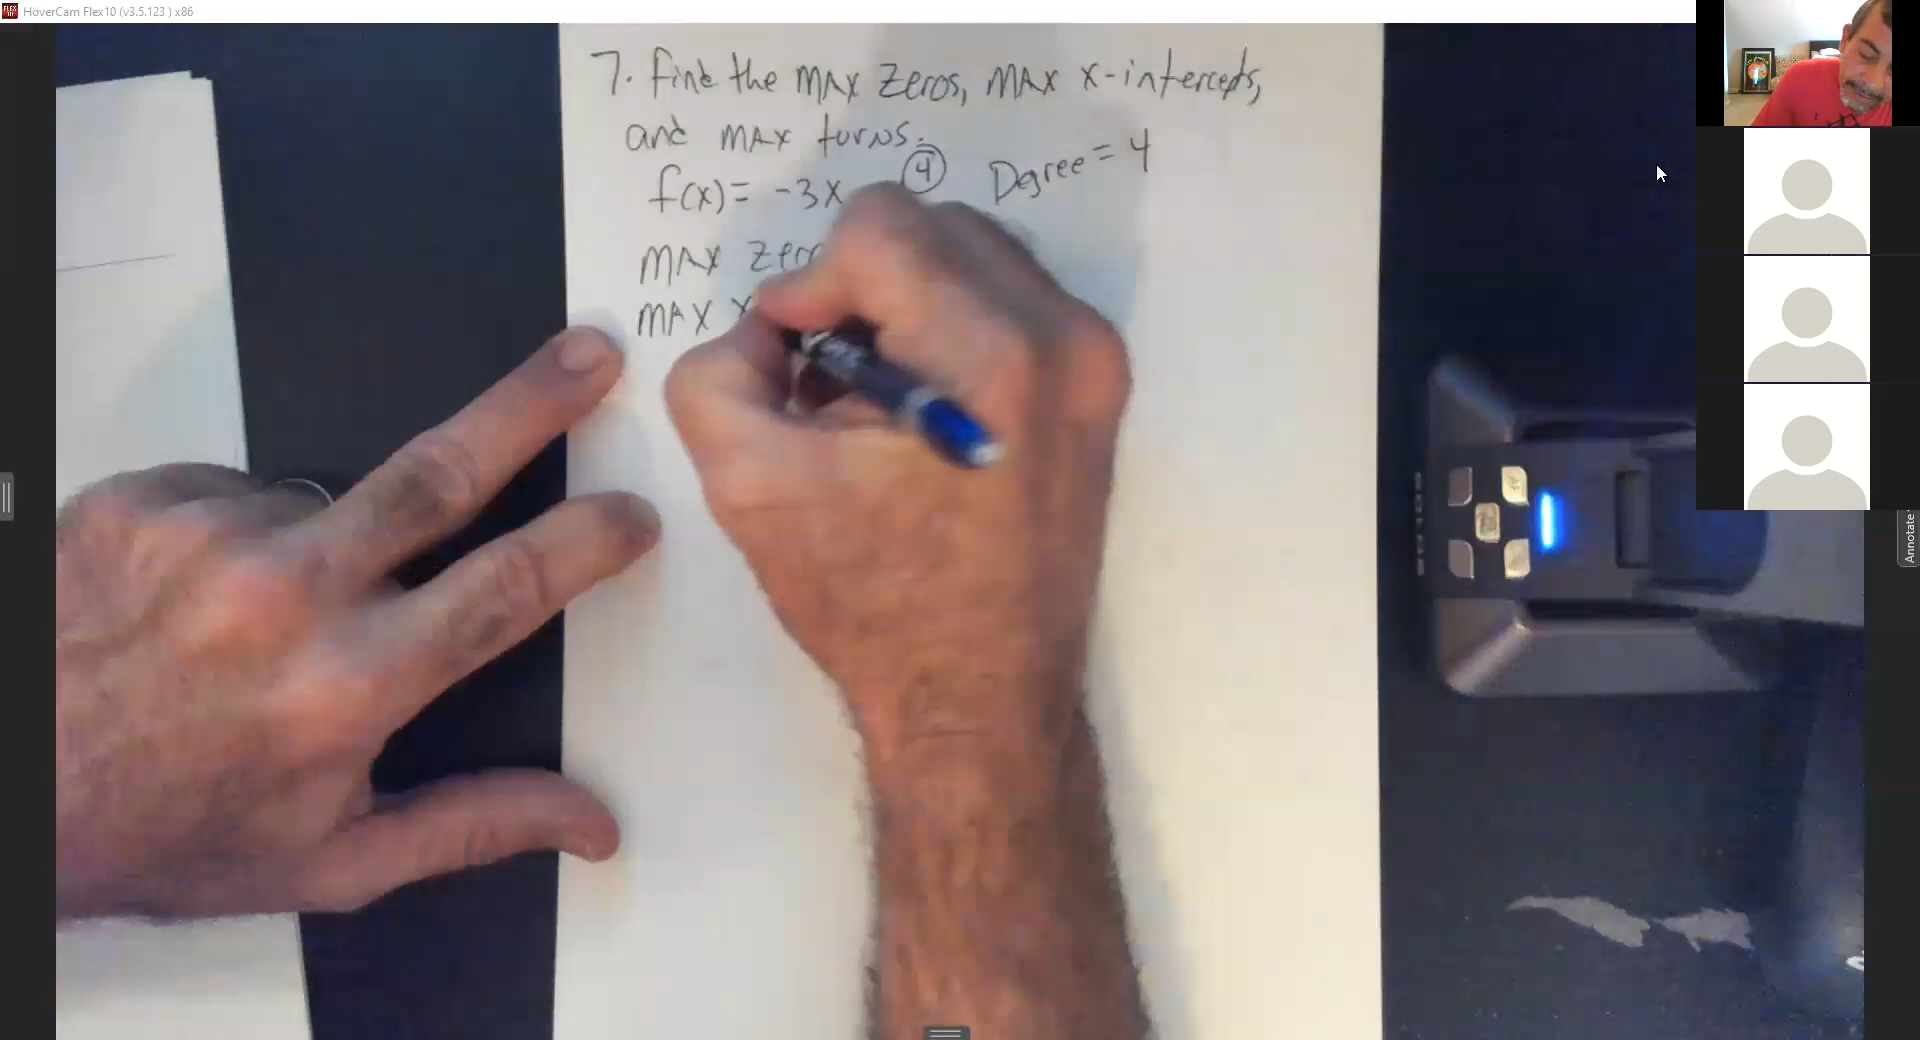 HoverCam Flex10 (v3.5.123 ) x86
7. Find the MAX Zeros, MAX x-intercepts,
and MAX turns.
f(x) = -3x 4 Degree = 4
MAX
MAX
Annotate